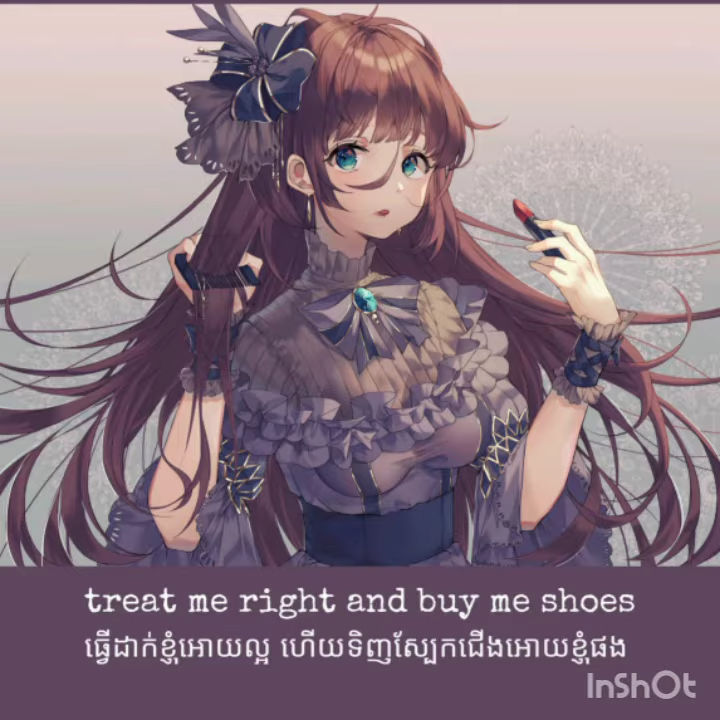 treat me right and buy me shoes
ធ្វើដាក់ខ្ញុំអោយល្អ ហើយទិញស្បែកជើងអោយខ្ញុំផង
InShOt